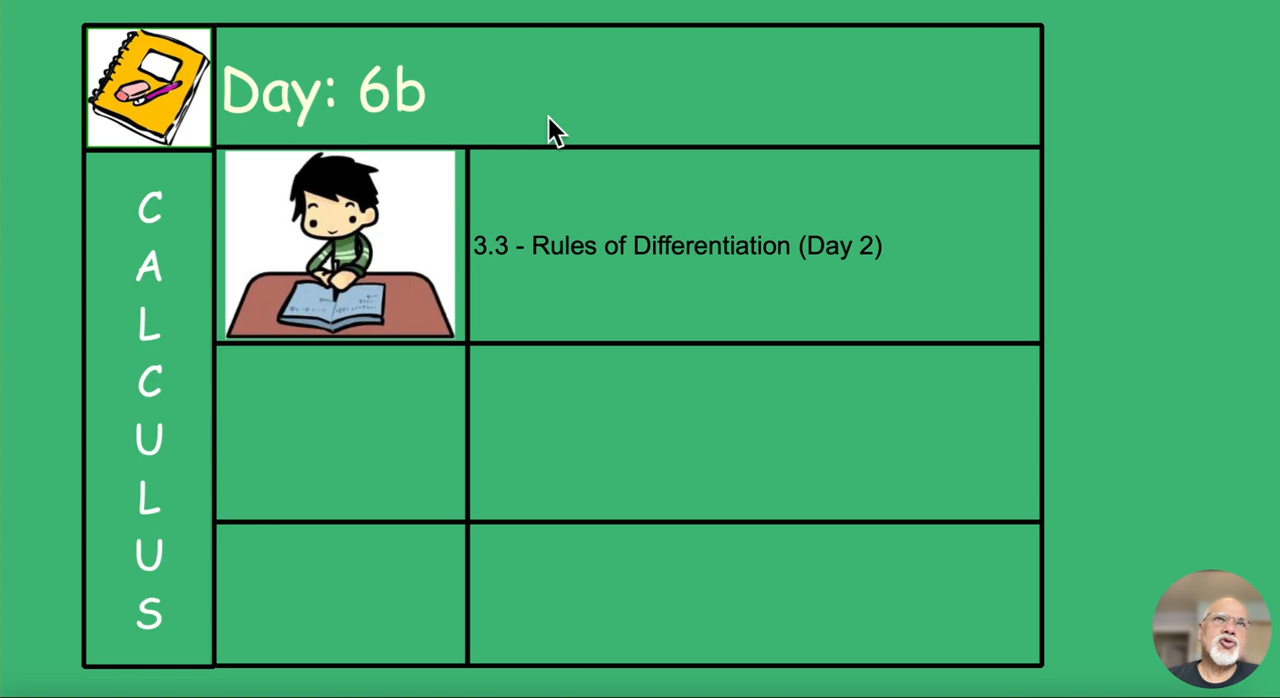 Day: 6b
3.3 - Rules of Differentiation (Day 2)
C
A
L
C
U
L
U
S